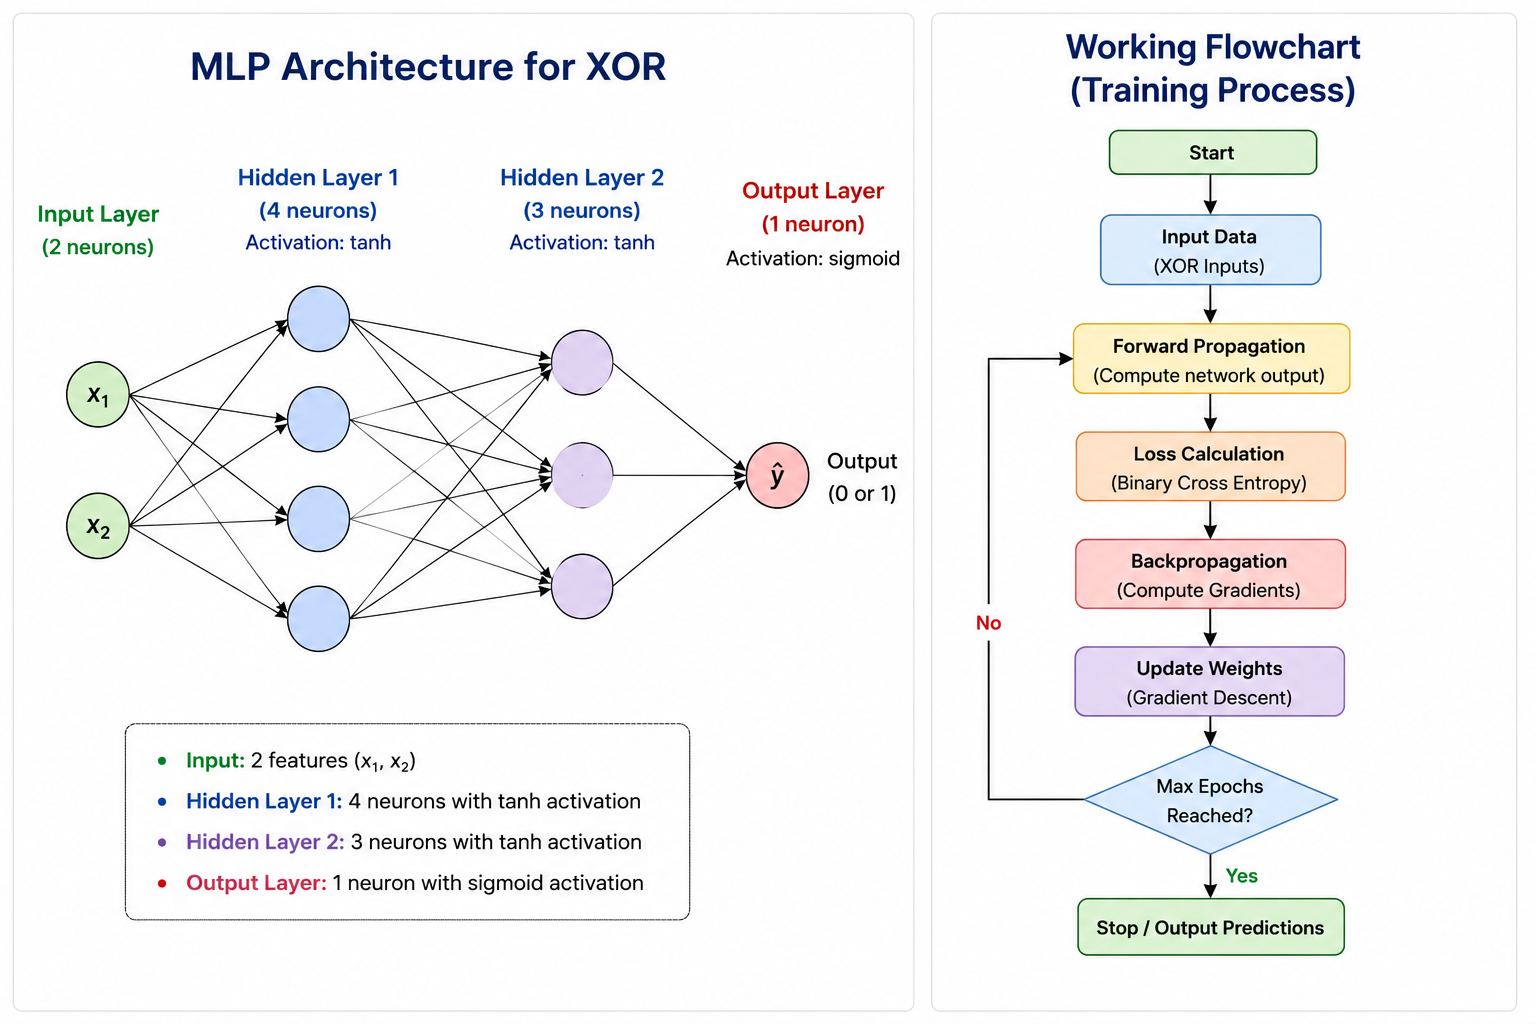 MLP Architecture for XOR
Input Layer
(2 neurons)
Hidden Layer 1
(4 neurons)
Activation: tanh
Hidden Layer 2
(3 neurons)
Activation: tanh
Output Layer
(1 neuron)
Activation: sigmoid
x₁
x₂
ŷ
Output
(0 or 1)
• Input: 2 features (x₁, x₂)
• Hidden Layer 1: 4 neurons with tanh activation
• Hidden Layer 2: 3 neurons with tanh activation
• Output Layer: 1 neuron with sigmoid activation
Working Flowchart
(Training Process)
Start
Input Data
(XOR Inputs)
Forward Propagation
(Compute network output)
Loss Calculation
(Binary Cross Entropy)
Backpropagation
(Compute Gradients)
No
Update Weights
(Gradient Descent)
Max Epochs
Reached?
Yes
Stop / Output Predictions